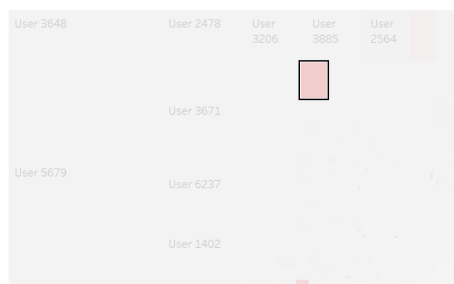 User 3648
User 2478
User
3206
User
3885
User
2564
User 3671
User 5679
User 6237
User 1402